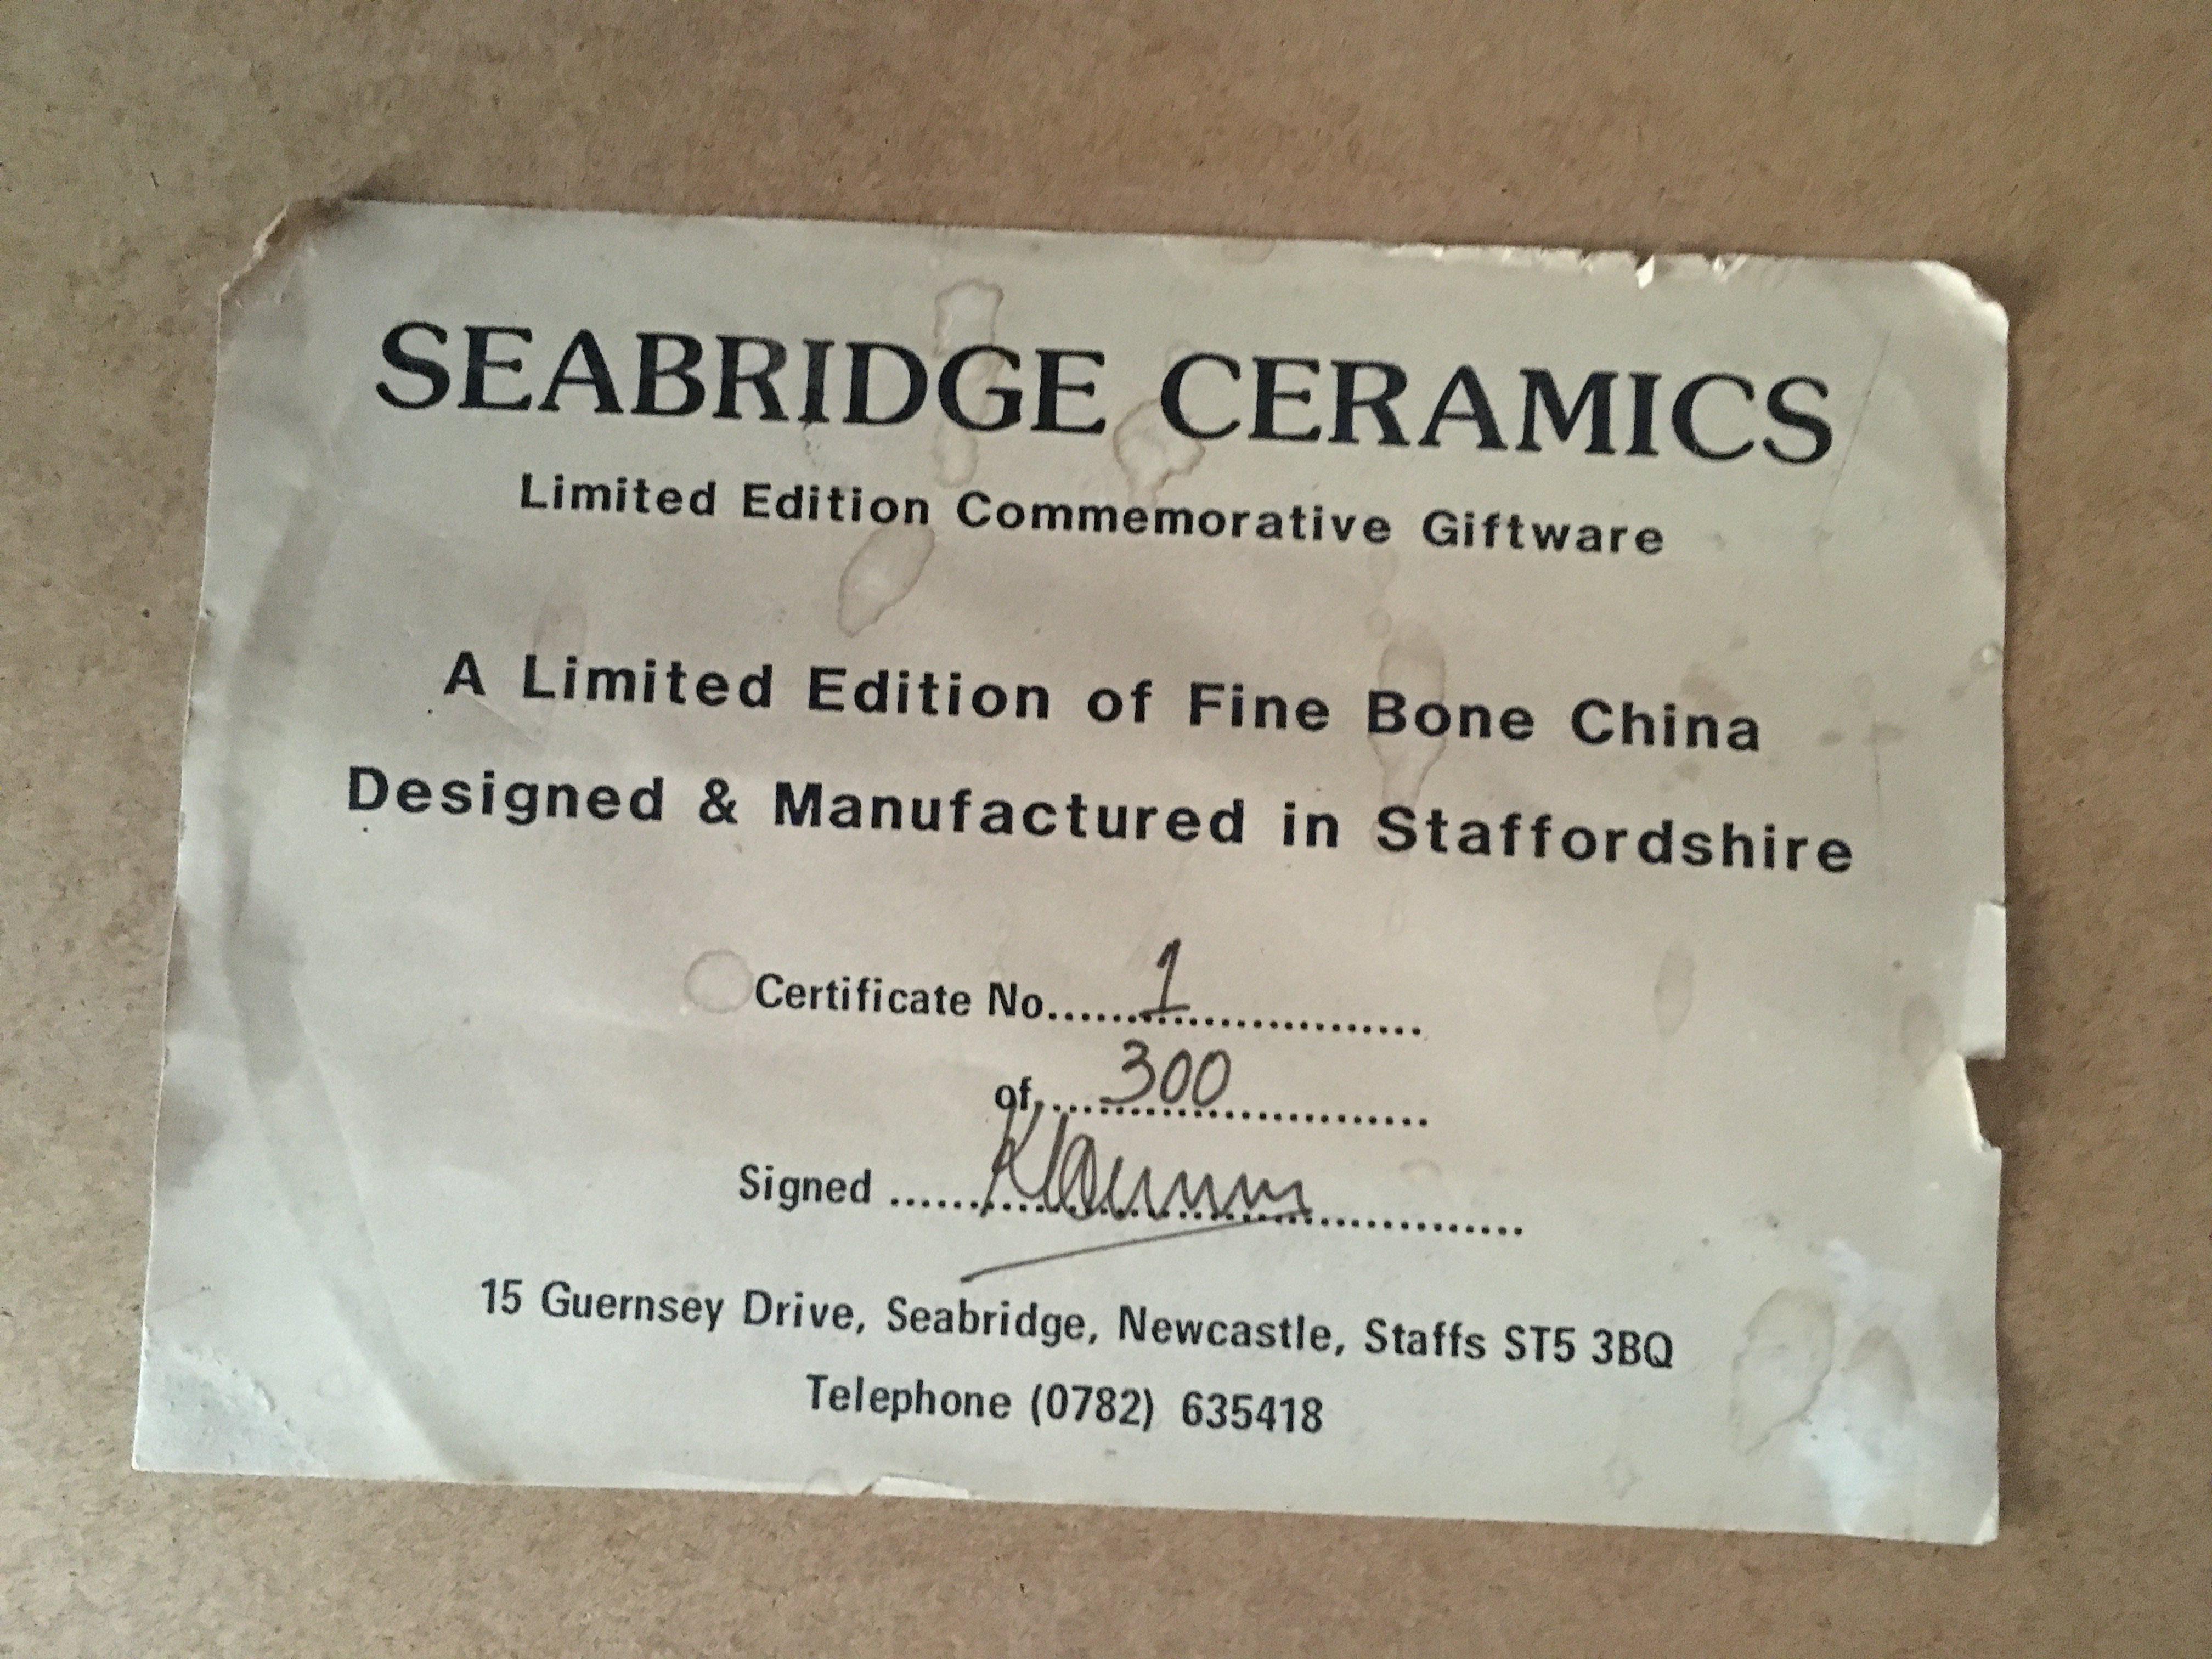 SEABRIDGE CERAMICS
Limited Edition Commemorative Giftware
A Limited Edition of Fine Bone China
Designed & Manufactured in Staffordshire
Certificate No......1......................
of......300......................
Signed ............................................
15 Guernsey Drive, Seabridge, Newcastle, Staffs ST5 3BQ
Telephone (0782) 635418